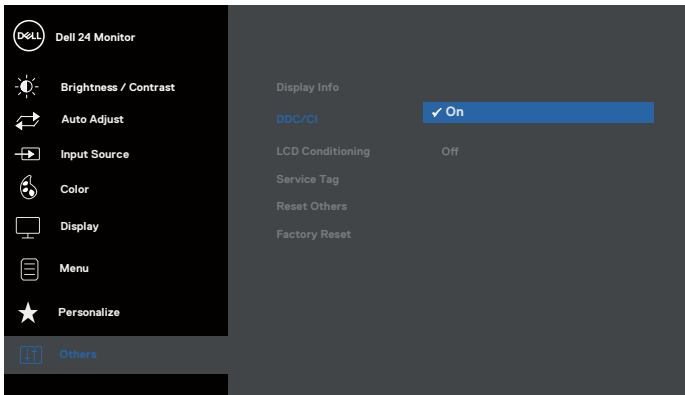 DELL
Dell 24 Monitor
Brightness / Contrast
Auto Adjust
Input Source
Color
Display
Menu
Personalize
Others
Display Info
DDC/CI
LCD Conditioning
Service Tag
Reset Others
Factory Reset
✓ On
Off